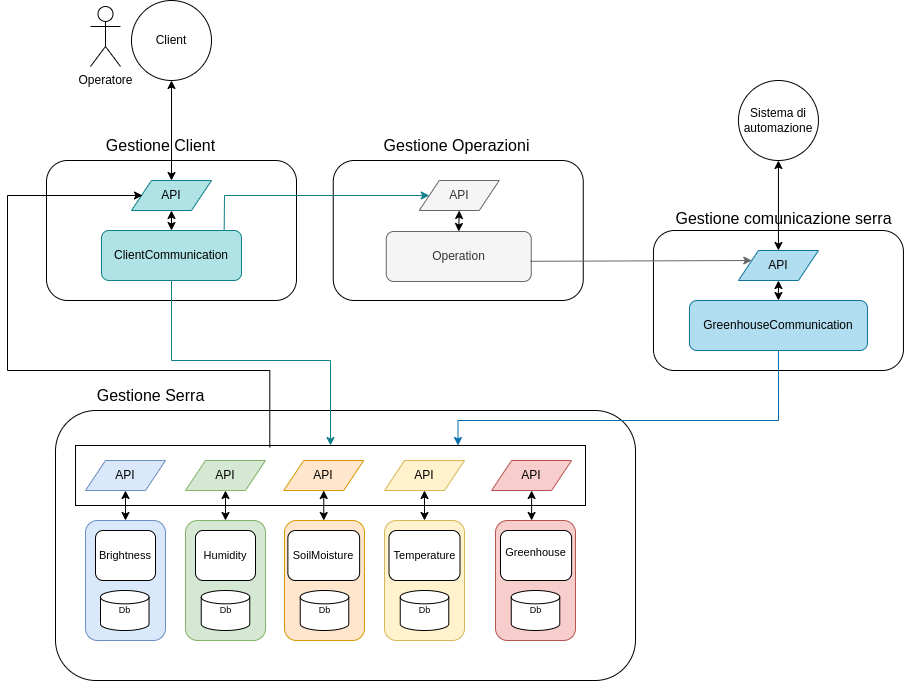 Operatore
Client
Gestione Client
API
ClientCommunication
Gestione Operazioni
API
Operation
Sistema di
automazione
Gestione comunicazione serra
API
GreenhouseCommunication
Gestione Serra
API
API
API
API
API
Brightness
Humidity
SoilMoisture
Temperature
Greenhouse
Db
Db
Db
Db
Db